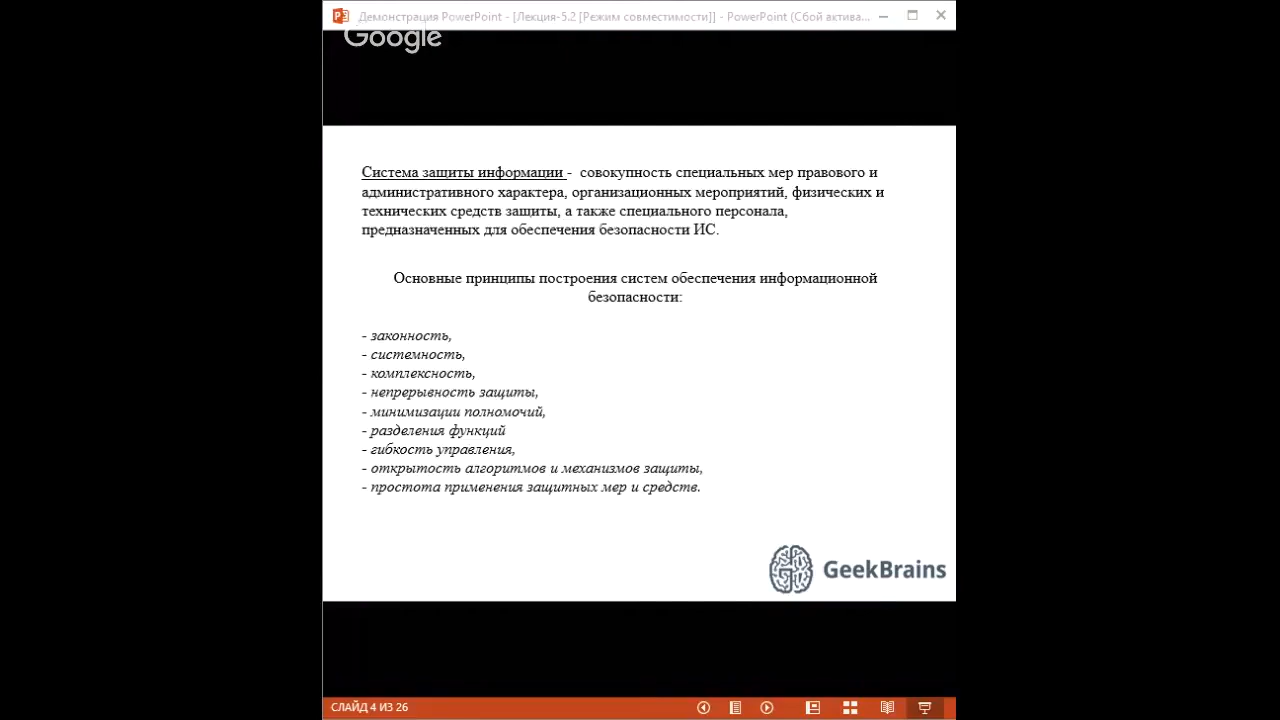 Демонстрация PowerPoint - [Лекция-5.2 [Режим совместимости]] - PowerPoint (Сбой актива...
Google
Система защиты информации - совокупность специальных мер правового и
административного характера, организационных мероприятий, физических и
технических средств защиты, а также специального персонала,
предназначенных для обеспечения безопасности ИС.
Основные принципы построения систем обеспечения информационной
безопасности:
- законность,
- системность,
- комплексность,
- непрерывность защиты,
- минимизации полномочий,
- разделения функций
- гибкость управления,
- открытость алгоритмов и механизмов защиты,
- простота применения защитных мер и средств.
GeekBrains
СЛАЙД 4 ИЗ 26